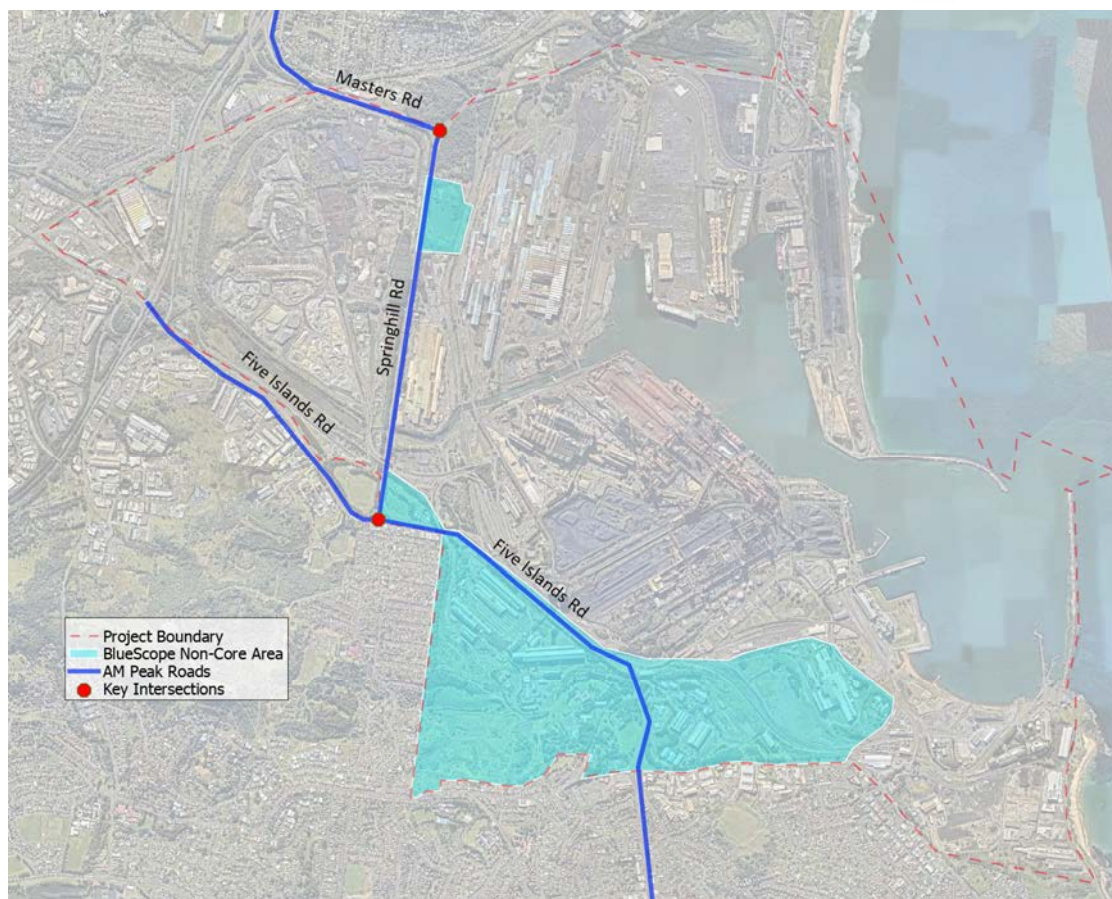 Masters Rd
Springhill Rd
Five Islands Rd
Five Islands Rd
Project Boundary
BlueScope Non-Core Area
AM Peak Roads
Key Intersections